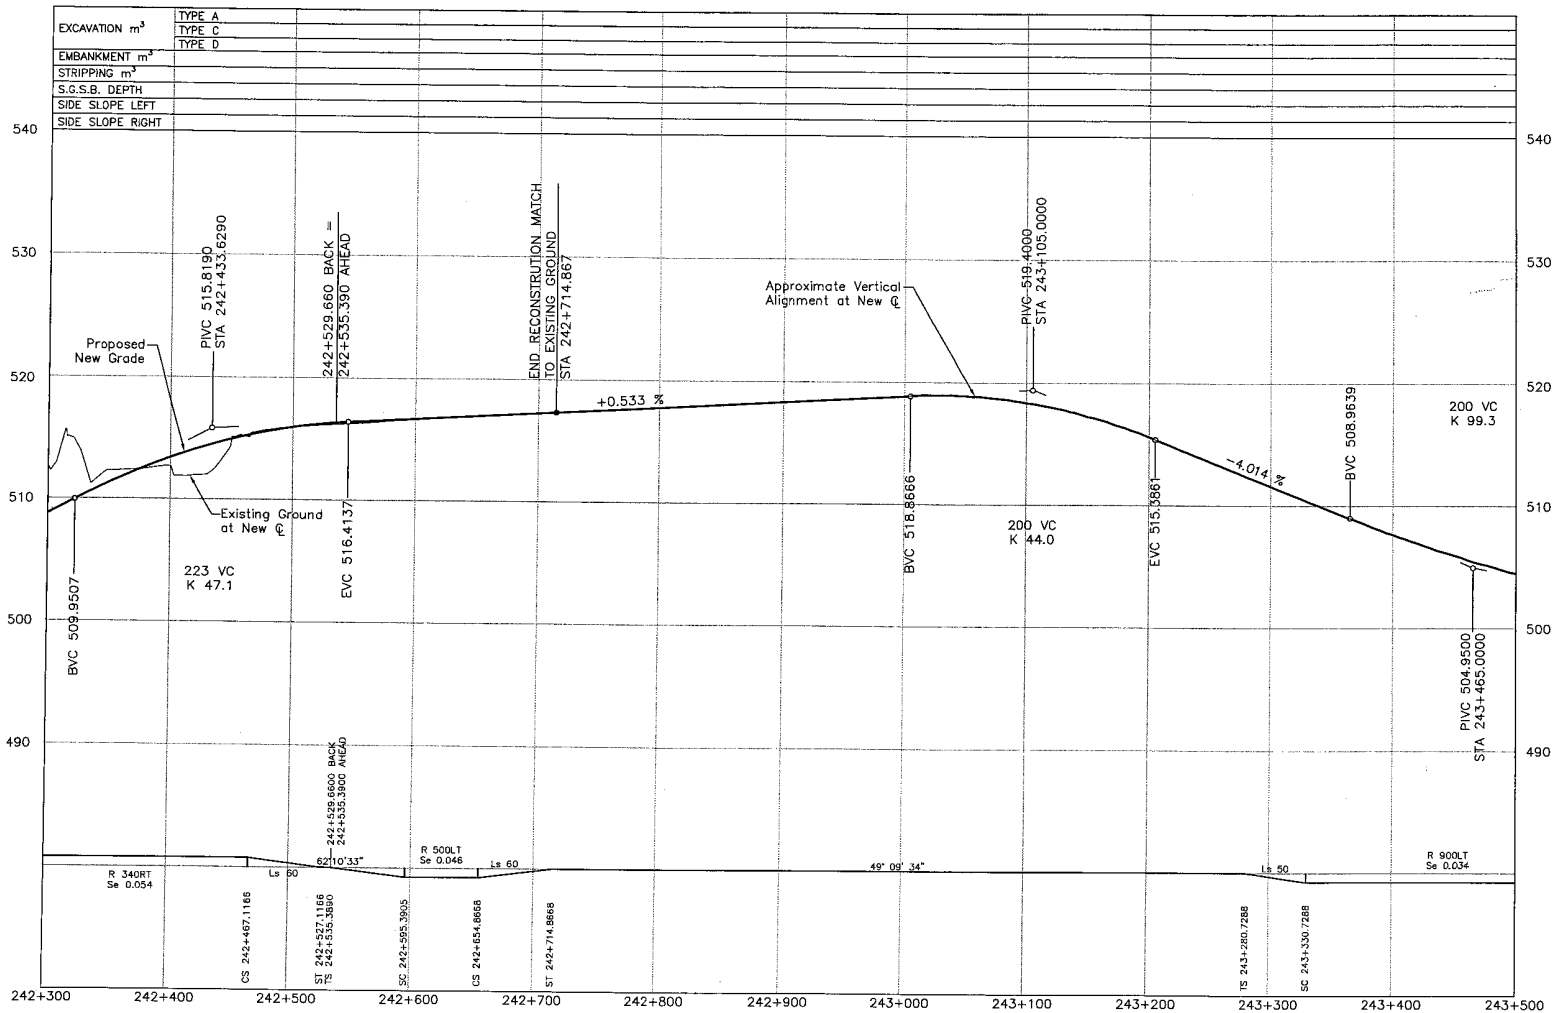 EXCAVATION m³
TYPE A
TYPE C
TYPE D
EMBANKMENT m³
STRIPPING m³
S.G.S.B. DEPTH
SIDE SLOPE LEFT
SIDE SLOPE RIGHT
540
540
530
530
520
520
510
510
500
500
490
490
PIVC 515.8190
STA 242+433.6290
242+529.660 BACK =
242+535.390 AHEAD
END RECONSTRUTION MATCH
TO EXISTING GROUND
STA 242+714.867
Approximate Vertical
Alignment at New ℄
PIVC 519.4000
STA 243+105.0000
Proposed
New Grade
+0.533 %
BVC 508.9639
200 VC
K 99.3
-4.014 %
Existing Ground
at New ℄
223 VC
K 47.1
BVC 509.9507
EVC 516.4137
BVC 518.8666
200 VC
K 44.0
EVC 515.3861
PIVC 504.9500
STA 243+465.0000
242+529.6600 BACK
242+535.3900 AHEAD
R 340RT
Se 0.054
Ls 60
62°10'33"
R 500LT
Se 0.046
Ls 60
49° 09' 34"
Ls 50
R 900LT
Se 0.034
CS 242+467.1166
ST 242+527.1166
TS 242+535.3890
SC 242+595.3905
CS 242+654.8668
ST 242+714.8668
TS 243+280.7288
SC 243+330.7288
242+300
242+400
242+500
242+600
242+700
242+800
242+900
243+000
243+100
243+200
243+300
243+400
243+500